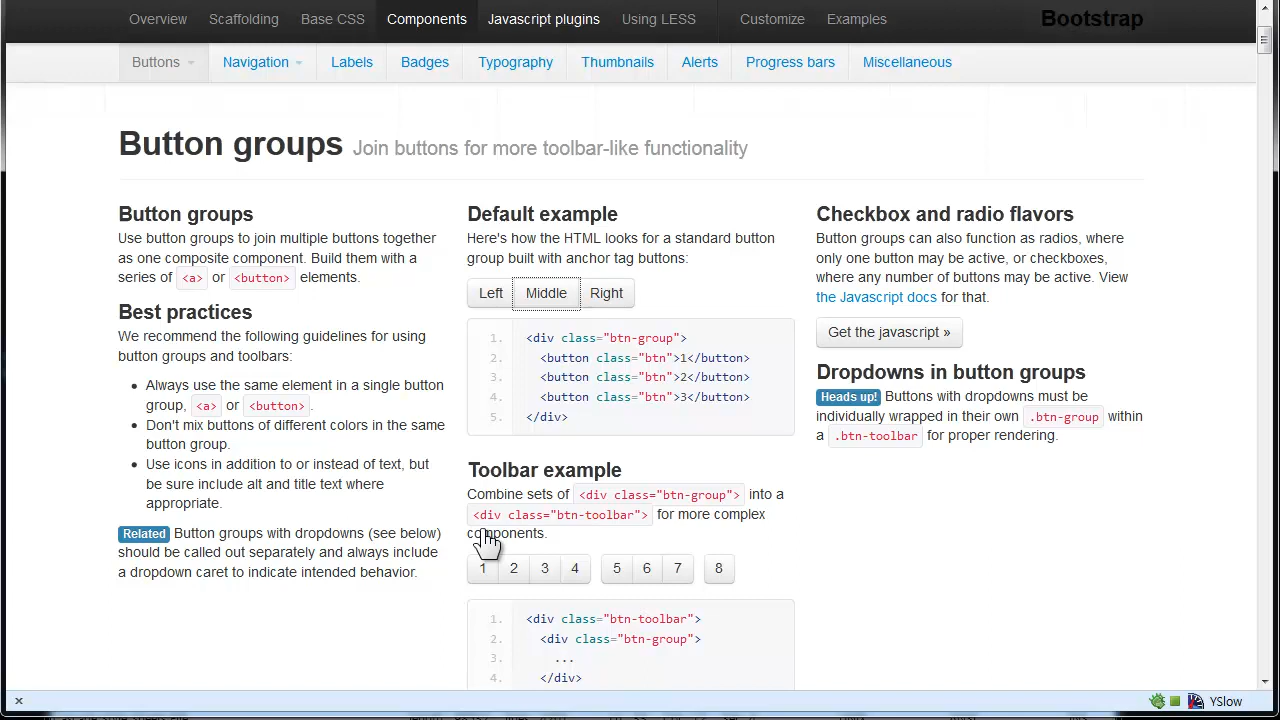 Overview Scaffolding Base CSS Components Javascript plugins Using LESS Customize Examples Bootstrap
Buttons Navigation Labels Badges Typography Thumbnails Alerts Progress bars Miscellaneous
Button groups Join buttons for more toolbar-like functionality
Button groups
Use button groups to join multiple buttons together
as one composite component. Build them with a
series of <a> or <button> elements.
Best practices
We recommend the following guidelines for using
button groups and toolbars:
• Always use the same element in a single button
group, <a> or <button>.
• Don't mix buttons of different colors in the same
button group.
• Use icons in addition to or instead of text, but
be sure include alt and title text where
appropriate.
Related Button groups with dropdowns (see below)
should be called out separately and always include
a dropdown caret to indicate intended behavior.
Default example
Here's how the HTML looks for a standard button
group built with anchor tag buttons:
Left Middle Right
1. <div class="btn-group">
2. <button class="btn">1</button>
3. <button class="btn">2</button>
4. <button class="btn">3</button>
5. </div>
Toolbar example
Combine sets of <div class="btn-group"> into a
<div class="btn-toolbar"> for more complex
components.
1 2 3 4 5 6 7 8
1. <div class="btn-toolbar">
2. <div class="btn-group">
3. ...
4. </div>
Checkbox and radio flavors
Button groups can also function as radios, where
only one button may be active, or checkboxes,
where any number of buttons may be active. View
the Javascript docs for that.
Get the javascript »
Dropdowns in button groups
Heads up! Buttons with dropdowns must be
individually wrapped in their own .btn-group within
a .btn-toolbar for proper rendering.
YSlow